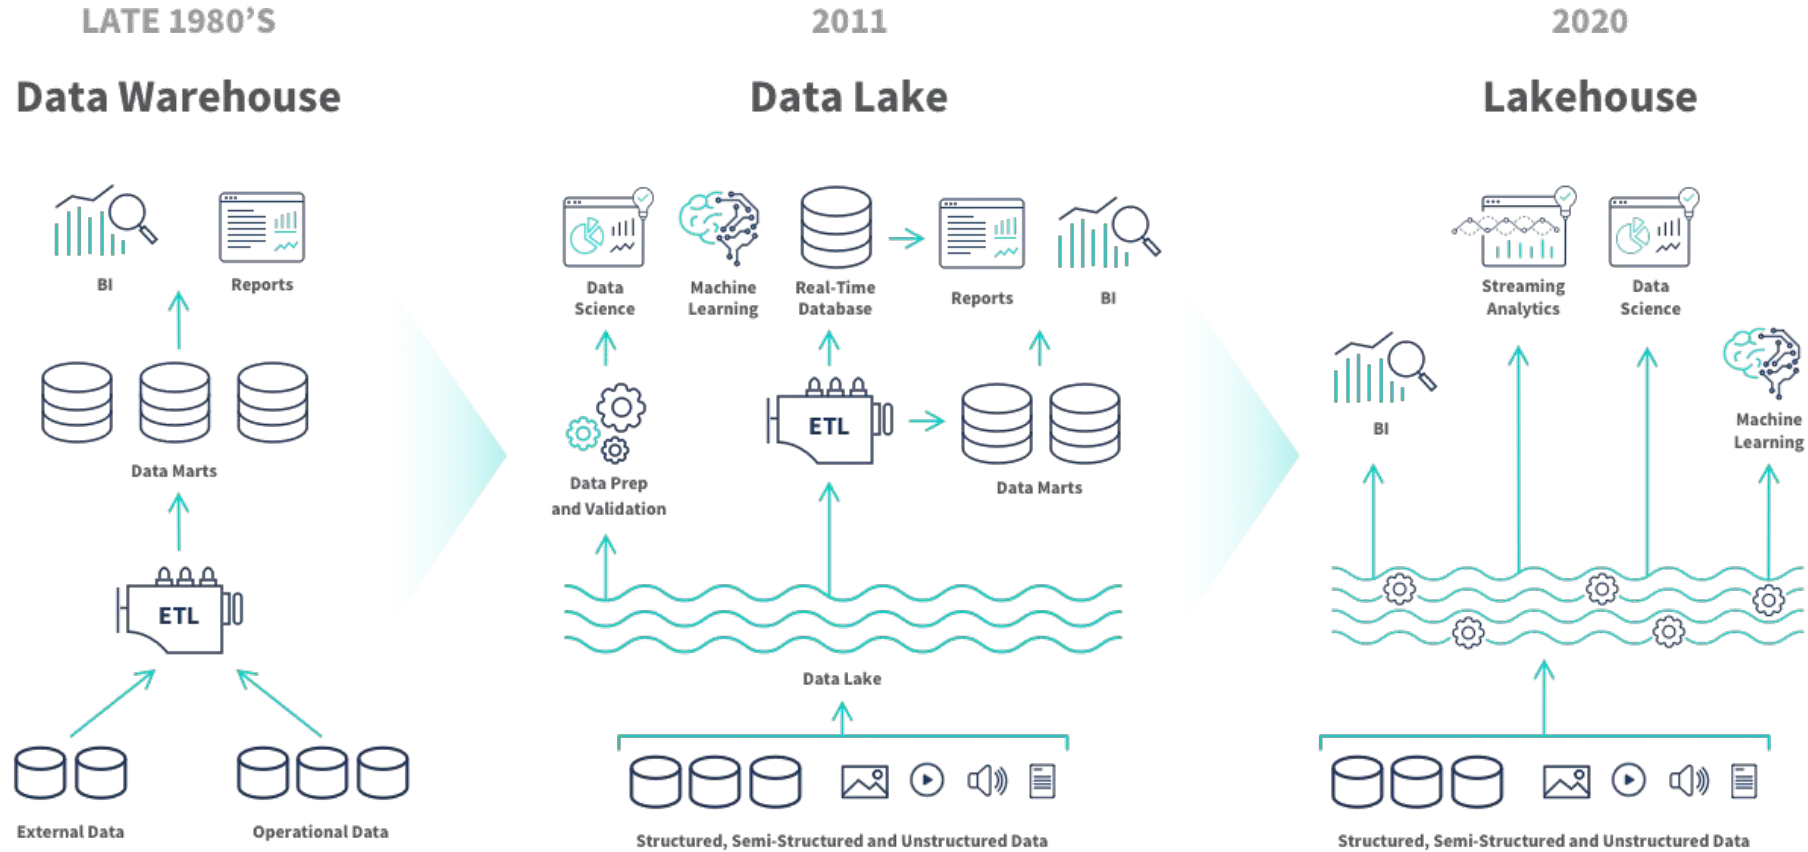 LATE 1980'S
Data Warehouse
BI
Reports
Data Marts
ETL
External Data
Operational Data
2011
Data Lake
Data
Science
Machine
Learning
Real-Time
Database
Reports
BI
Data Prep
and Validation
ETL
Data Marts
Data Lake
Structured, Semi-Structured and Unstructured Data
2020
Lakehouse
Streaming
Analytics
Data
Science
BI
Machine
Learning
Structured, Semi-Structured and Unstructured Data